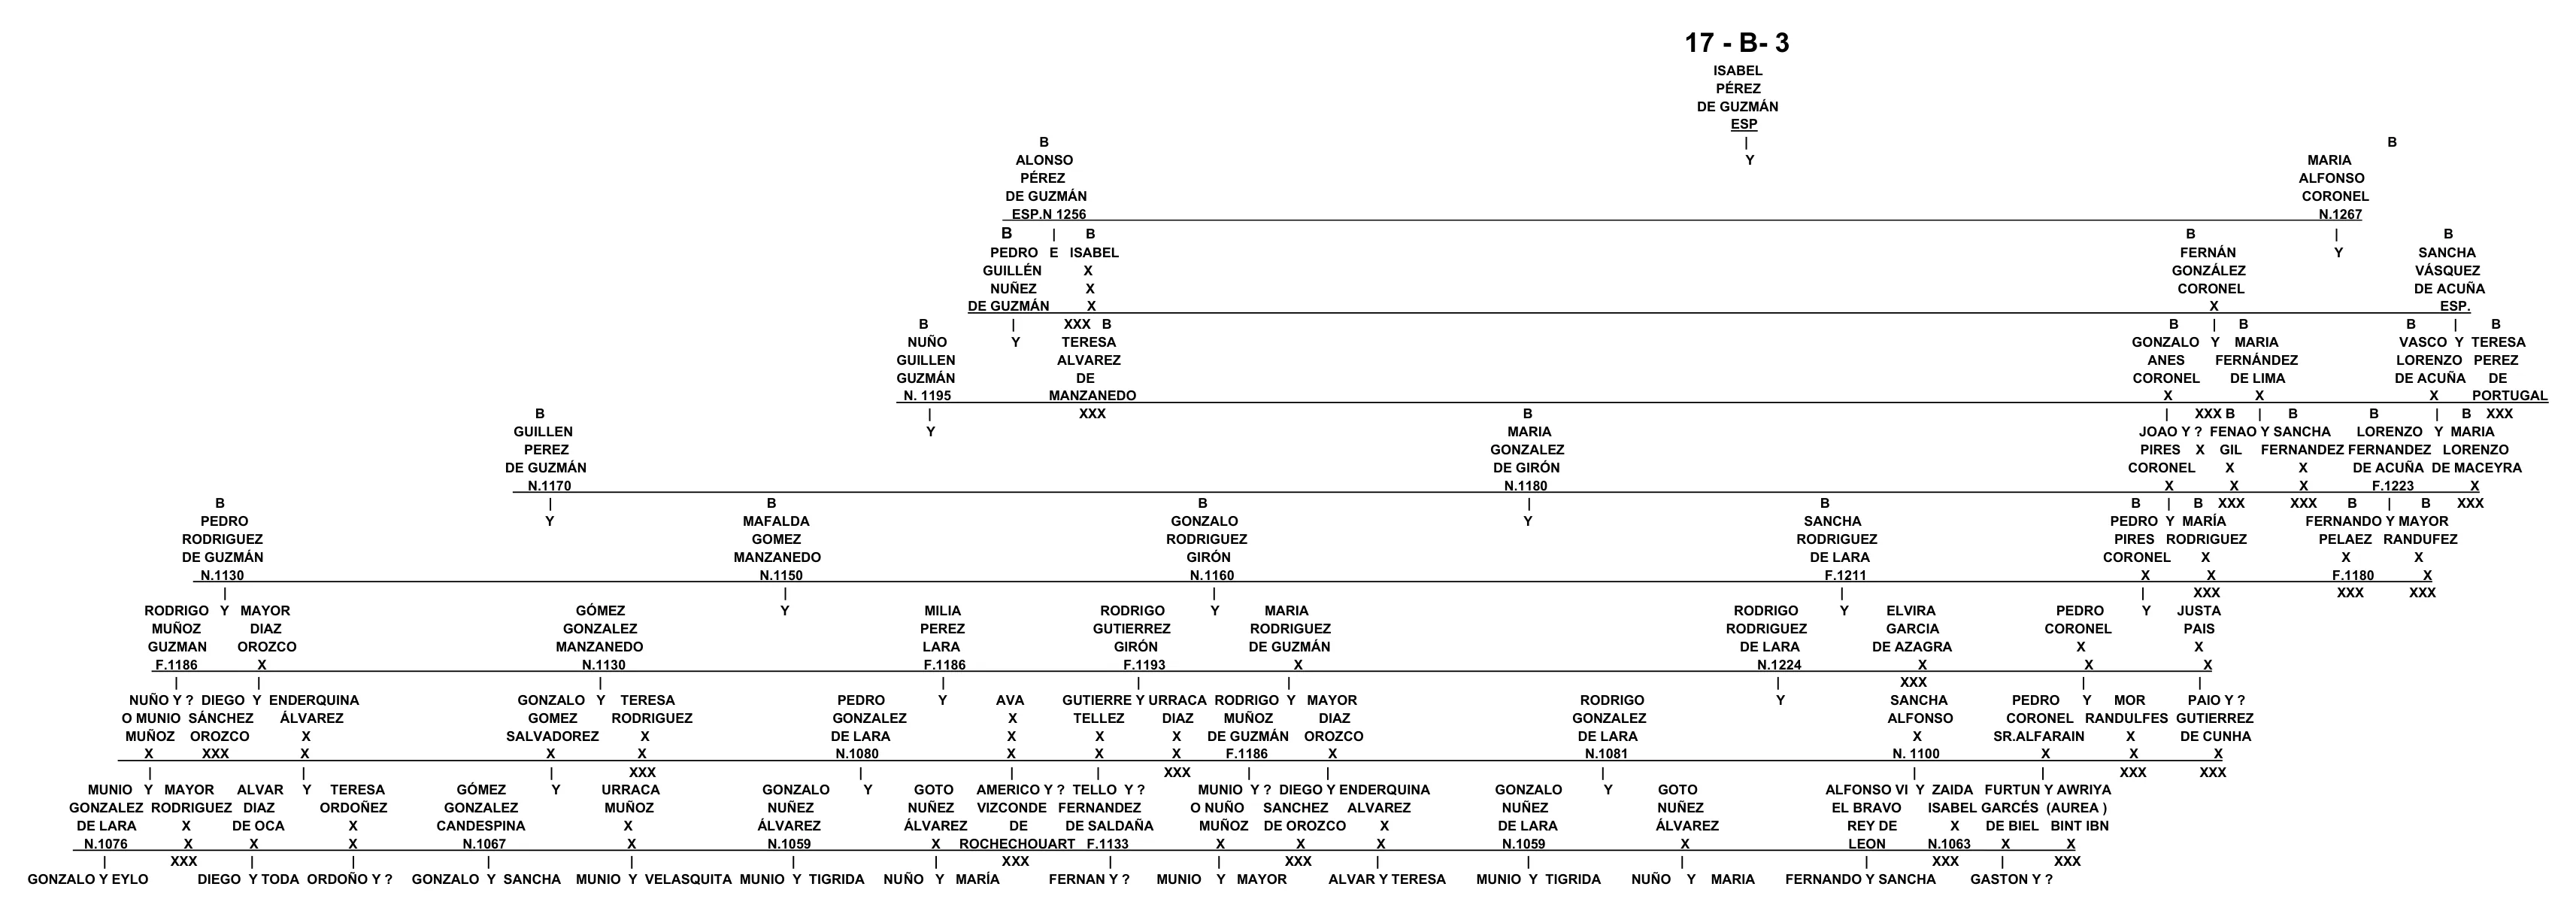 17 - B- 3
ISABEL
PÉREZ
DE GUZMÁN
ESP
B | B
ALONSO Y MARIA
PÉREZ ALFONSO
DE GUZMÁN CORONEL
ESP.N 1256 N.1267
B | B B | B
PEDRO E ISABEL FERNÁN Y SANCHA
GUILLÉN X GONZÁLEZ VÁSQUEZ
NUÑEZ X CORONEL DE ACUÑA
DE GUZMÁN X X ESP.
B | XXX B B | B B | B
NUÑO Y TERESA GONZALO Y MARIA VASCO Y TERESA
GUILLEN ALVAREZ ANES FERNÁNDEZ LORENZO PEREZ
GUZMÁN DE CORONEL DE LIMA DE ACUÑA DE
N. 1195 MANZANEDO X X X PORTUGAL
B | XXX B | XXX B | B B | B XXX
GUILLEN Y MARIA JOAO Y ? FENAO Y SANCHA LORENZO Y MARIA
PEREZ GONZALEZ PIRES X GIL FERNANDEZ FERNANDEZ LORENZO
DE GUZMÁN DE GIRÓN CORONEL X X DE ACUÑA DE MACEYRA
N.1170 N.1180 X X X F.1223 X
B | B B | B B | B XXX XXX B | B XXX
PEDRO Y MAFALDA GONZALO Y SANCHA PEDRO Y MARÍA FERNANDO Y MAYOR
RODRIGUEZ GOMEZ RODRIGUEZ RODRIGUEZ PIRES RODRIGUEZ PELAEZ RANDUFEZ
DE GUZMÁN MANZANEDO GIRÓN DE LARA CORONEL X X X
N.1130 N.1150 N.1160 F.1211 X X F.1180 X
| | | | | XXX XXX XXX
RODRIGO Y MAYOR GÓMEZ Y MILIA RODRIGO Y MARIA RODRIGO Y ELVIRA PEDRO Y JUSTA
MUÑOZ DIAZ GONZALEZ PEREZ GUTIERREZ RODRIGUEZ RODRIGUEZ GARCIA CORONEL PAIS
GUZMAN OROZCO MANZANEDO LARA GIRÓN DE GUZMÁN DE LARA DE AZAGRA X X
F.1186 X N.1130 F.1186 F.1193 X N.1224 X X X
| | | | | | | XXX | |
NUÑO Y ? DIEGO Y ENDERQUINA GONZALO Y TERESA PEDRO Y AVA GUTIERRE Y URRACA RODRIGO Y MAYOR RODRIGO Y SANCHA PEDRO Y MOR PAIO Y ?
O MUNIO SÁNCHEZ ÁLVAREZ GOMEZ RODRIGUEZ GONZALEZ X TELLEZ DIAZ MUÑOZ DIAZ GONZALEZ ALFONSO CORONEL RANDULFES GUTIERREZ
MUÑOZ OROZCO X SALVADOREZ X DE LARA X X X DE GUZMÁN OROZCO DE LARA X SR.ALFARAIN X DE CUNHA
X XXX X X X N.1080 X X X F.1186 X N.1081 N. 1100 X X X
| | | XXX | | | XXX | | | | | XXX XXX
MUNIO Y MAYOR ALVAR Y TERESA GÓMEZ Y URRACA GONZALO Y GOTO AMERICO Y ? TELLO Y ? MUNIO Y ? DIEGO Y ENDERQUINA GONZALO Y GOTO ALFONSO VI Y ZAIDA FURTUN Y AWRIYA
GONZALEZ RODRIGUEZ DIAZ ORDOÑEZ GONZALEZ MUÑOZ NUÑEZ NUÑEZ VIZCONDE FERNANDEZ O NUÑO SANCHEZ ALVAREZ NUÑEZ NUÑEZ EL BRAVO ISABEL GARCÉS (AUREA )
DE LARA X DE OCA X CANDESPINA X ÁLVAREZ ÁLVAREZ DE DE SALDAÑA MUÑOZ DE OROZCO X DE LARA ÁLVAREZ REY DE X DE BIEL BINT IBN
N.1076 X X X N.1067 X N.1059 X ROCHECHOUART F.1133 X X X N.1059 X LEON N.1063 X X
| XXX | | | | | | XXX | | XXX | | | | XXX | XXX
GONZALO Y EYLO DIEGO Y TODA ORDOÑO Y ? GONZALO Y SANCHA MUNIO Y VELASQUITA MUNIO Y TIGRIDA NUÑO Y MARÍA FERNAN Y ? MUNIO Y MAYOR ALVAR Y TERESA MUNIO Y TIGRIDA NUÑO Y MARIA FERNANDO Y SANCHA GASTON Y ?